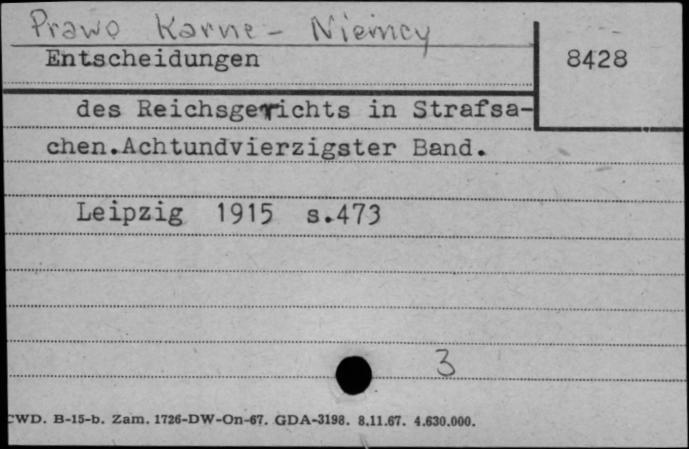 Prawo Karne - Niemcy
Entscheidungen
8428
des Reichsgerichts in Strafsa-
chen.Achtundvierzigster Band.
Leipzig 1915 s.473
3
CWD. B-15-b. Zam. 1726-DW-On-67. GDA-3198. 8.11.67. 4.630.000.